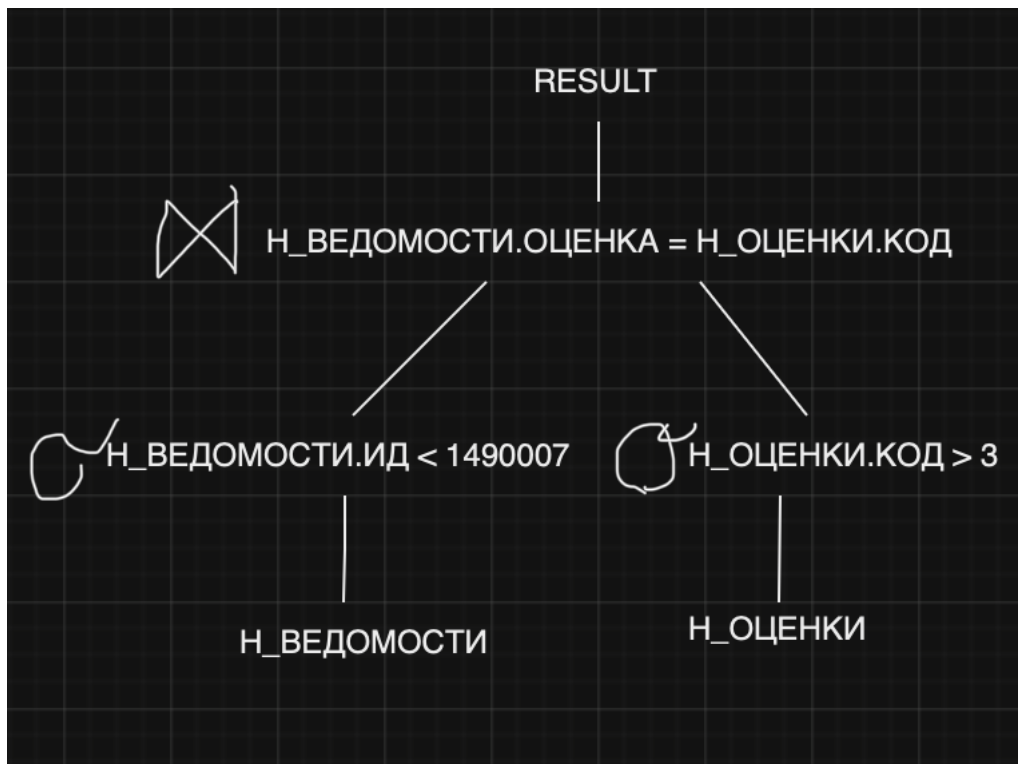 RESULT
⋈ Н_ВЕДОМОСТИ.ОЦЕНКА = Н_ОЦЕНКИ.КОД
σ Н_ВЕДОМОСТИ.ИД < 1490007
σ Н_ОЦЕНКИ.КОД > 3
Н_ВЕДОМОСТИ
Н_ОЦЕНКИ